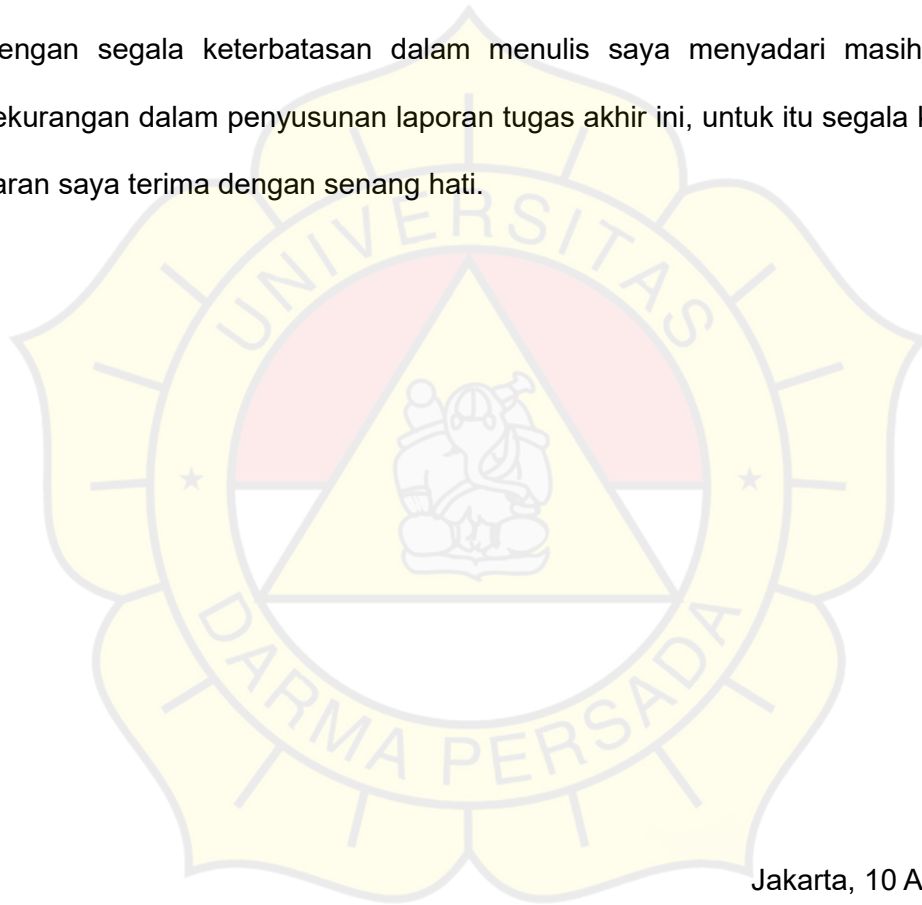 engan segala keterbatasan dalam menulis saya menyadari masih
ekurangan dalam penyusunan laporan tugas akhir ini, untuk itu segala
aran saya terima dengan senang hati.
UNIVERSITAS
DARMA PERSADA
Jakarta, 10 A